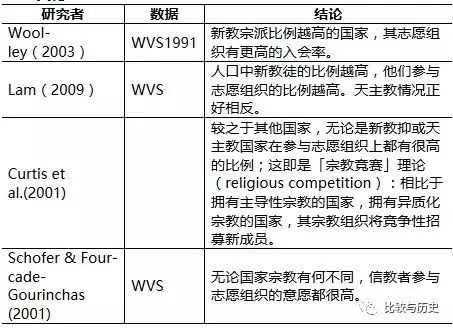 研究者 数据 结论
Wool-
ley（2003） WVS1991 新教宗派比例越高的国家，其志愿
组织有更高的入会率。
Lam（2009） WVS 人口中新教徒的比例越高，他们参与
志愿组织的比例越高。天主教情况正
好相反。
Curtis et
al.(2001)
较之于其他国家，无论是新教抑或天
主教国家在参与志愿组织上都有很高
的比例；这即是「宗教竞赛」理论
（religious competition）：相比于
拥有主导性宗教的国家，拥有异质化
宗教的国家，其宗教组织将竞争性招
募新成员。
Schofer & Four-
cade-
Gourinchas
(2001)
WVS
无论国家宗教有何不同，信教者参与
志愿组织的意愿都很高。
比较与历史